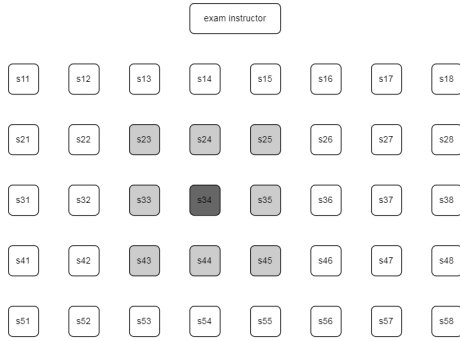 exam instructor
s11 s12 s13 s14 s15 s16 s17 s18
s21 s22 s23 s24 s25 s26 s27 s28
s31 s32 s33 s34 s35 s36 s37 s38
s41 s42 s43 s44 s45 s46 s47 s48
s51 s52 s53 s54 s55 s56 s57 s58